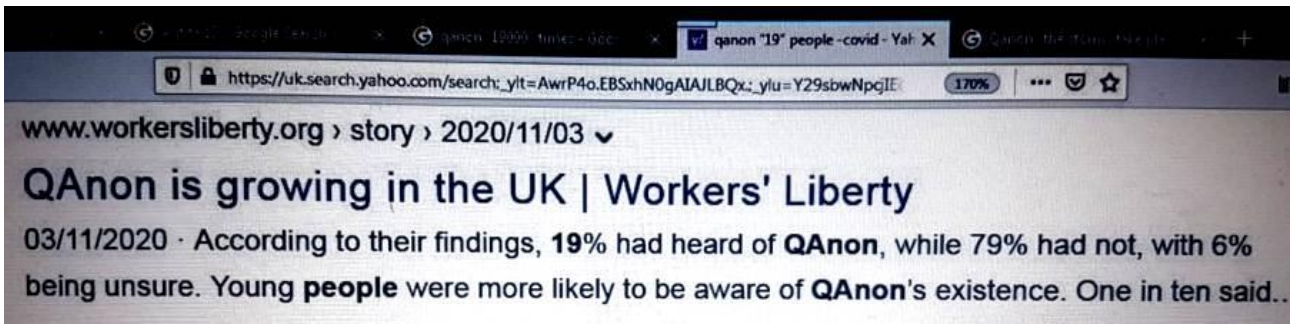 qanon "19" people -covid - Yah
https://uk.search.yahoo.com/search;_ylt=AwrP4o.EBSxhN0gAIAJLBQx.;_ylu=Y29sbwNpcjIE
170%
www.workersliberty.org › story › 2020/11/03
QAnon is growing in the UK | Workers' Liberty
03/11/2020 · According to their findings, 19% had heard of QAnon, while 79% had not, with 6%
being unsure. Young people were more likely to be aware of QAnon's existence. One in ten said..